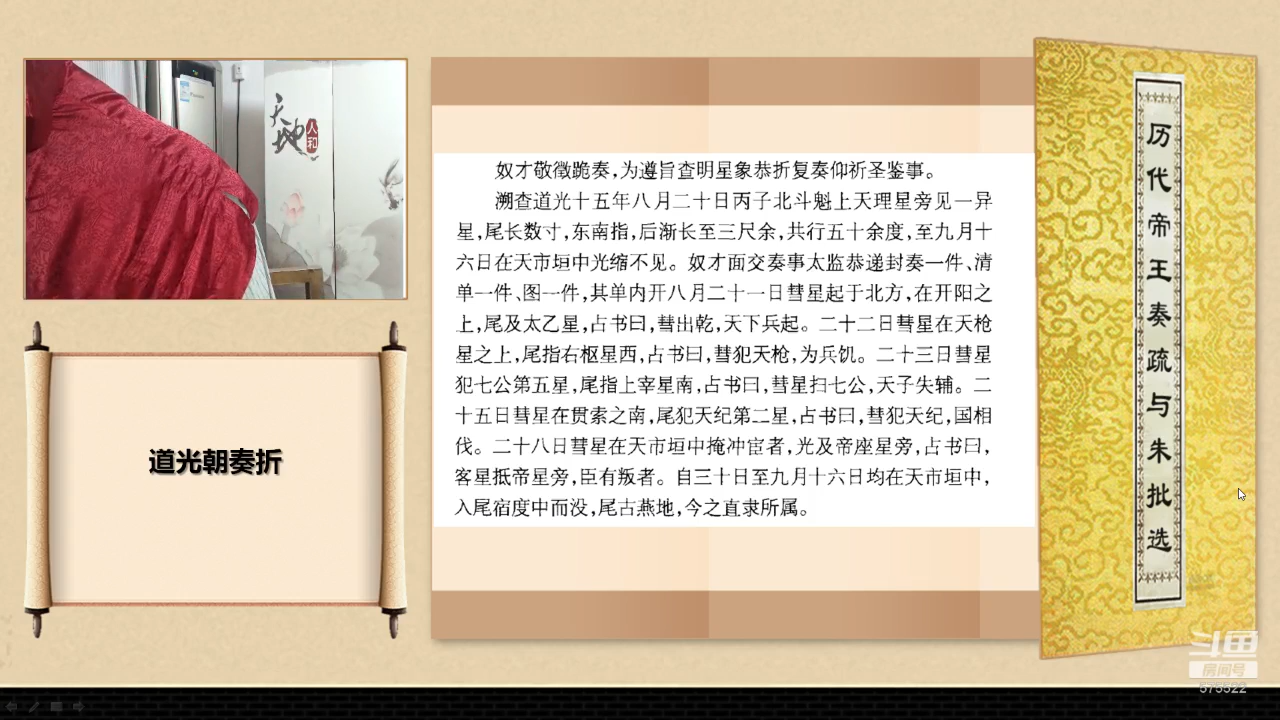 天地人和
道光朝奏折
奴才敬徵跪奏,为遵旨查明星象恭折复奏仰祈圣鉴事。
溯查道光十五年八月二十日丙子北斗魁上天理星旁见一异
星,尾长数寸,东南指,后渐长至三尺余,共行五十余度,至九月十
六日在天市垣中光缩不见。奴才面交奏事太监恭递封奏一件、清
单一件、图一件,其单内开八月二十一日彗星起于北方,在开阳之
上,尾及太乙星,占书曰,彗出乾,天下兵起。二十二日彗星在天枪
星之上,尾指右枢星西,占书曰,彗犯天枪,为兵饥。二十三日彗星
犯七公第五星,尾指上宰星南,占书曰,彗星扫七公,天子失辅。二
十五日彗星在贯索之南,尾犯天纪第二星,占书曰,彗犯天纪,国相
伐。二十八日彗星在天市垣中掩冲宦者,光及帝座星旁,占书曰,
客星抵帝星旁,臣有叛者。自三十日至九月十六日均在天市垣中,
入尾宿度中而没,尾古燕地,今之直隶所属。
历代帝王奏疏与朱批选
斗鱼
房间号
575522